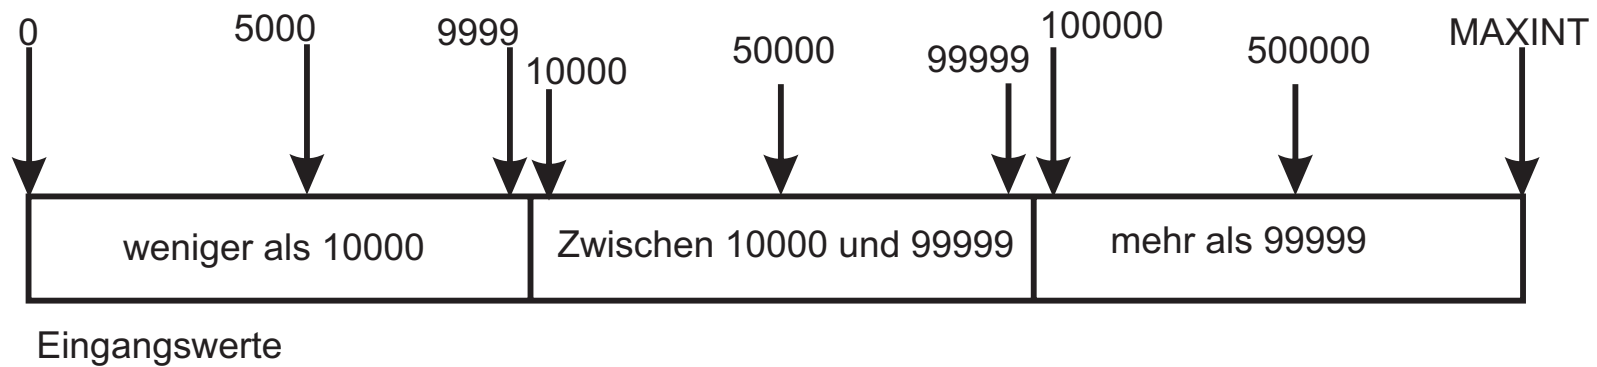 0
5000
9999
10000
50000
99999
100000
500000
MAXINT
weniger als 10000
Zwischen 10000 und 99999
mehr als 99999
Eingangswerte